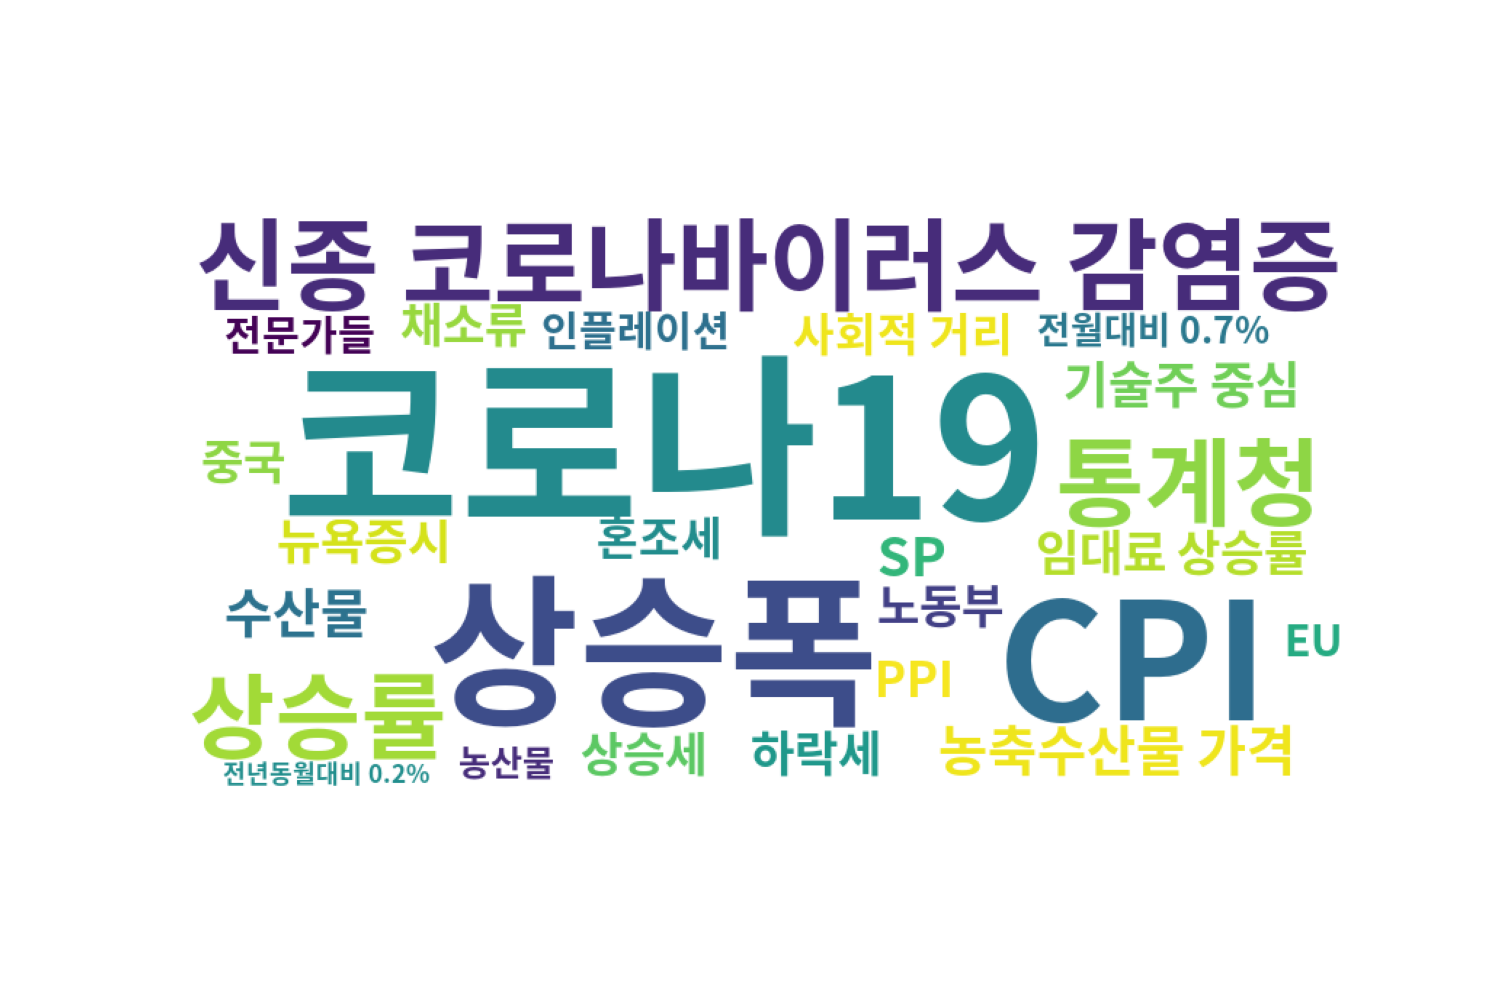 신종 코로나바이러스 감염증
전문가들 채소류 인플레이션 사회적 거리 전월대비 0.7%
기술주 중심
코로나19
중국
통계청
뉴욕증시 혼조세 SP 임대료 상승률
수산물
상승폭
노동부
CPI
EU
PPI
상승률
전년동월대비 0.2% 농산물 상승세 하락세 농축수산물 가격